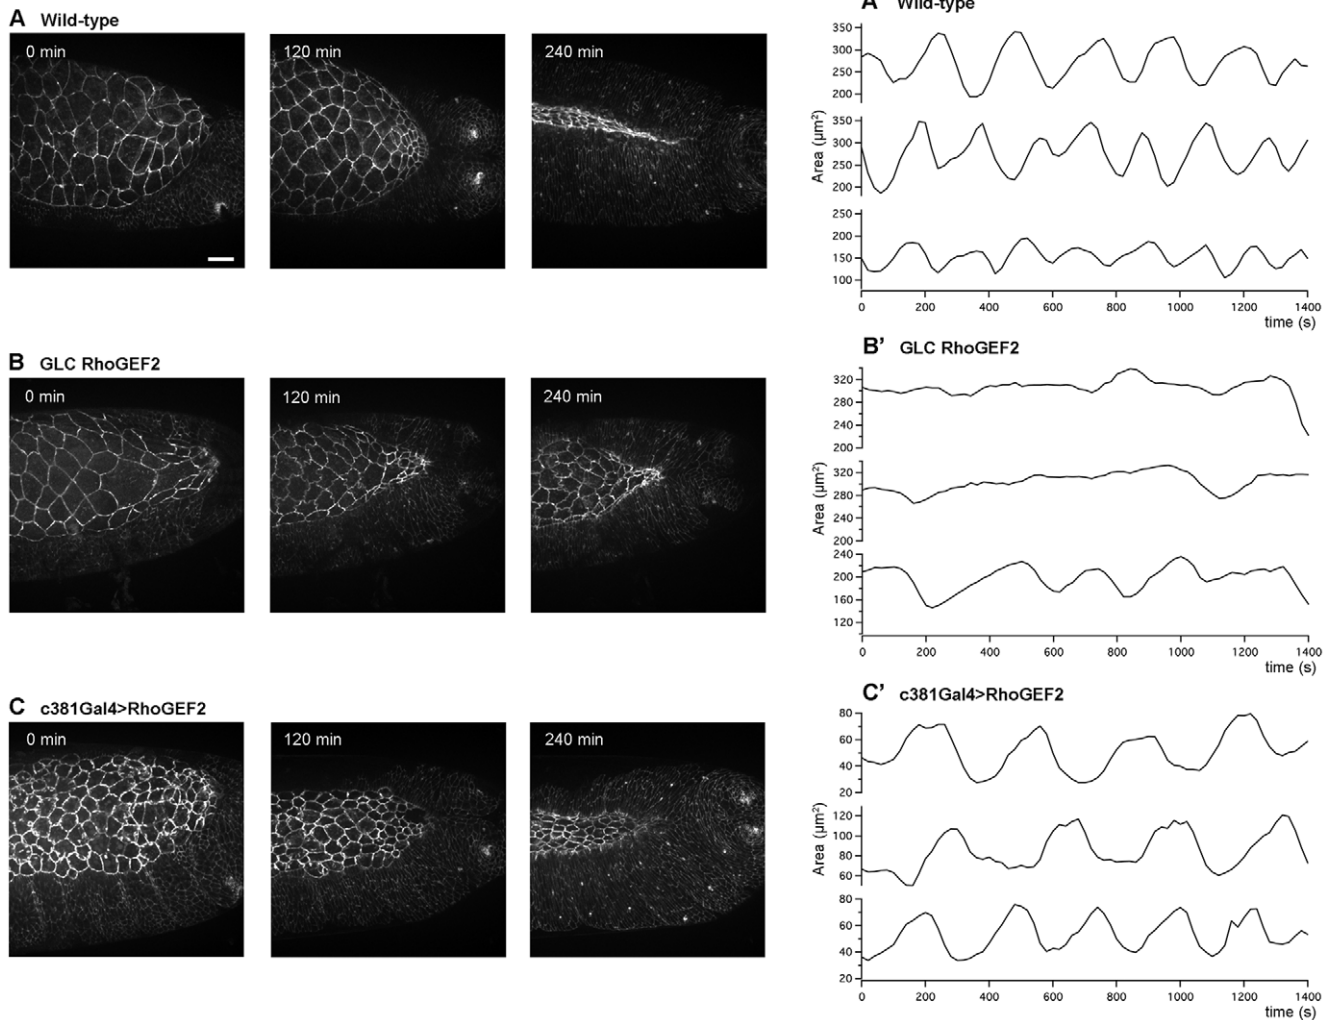 A Wild-type
0 min
120 min
240 min
A' Wild-type
350
300
250
200
350
300
250
200
250
200
150
100
Area (µm²)
0 200 400 600 800 1000 1200 1400
time (s)
B GLC RhoGEF2
0 min
120 min
240 min
B' GLC RhoGEF2
320
280
240
200
320
280
240
200
240
200
160
120
Area (µm²)
0 200 400 600 800 1000 1200 1400
time (s)
C c381Gal4>RhoGEF2
0 min
120 min
240 min
C' c381Gal4>RhoGEF2
80
60
40
20
120
80
60
80
60
40
20
Area (µm²)
0 200 400 600 800 1000 1200 1400
time (s)